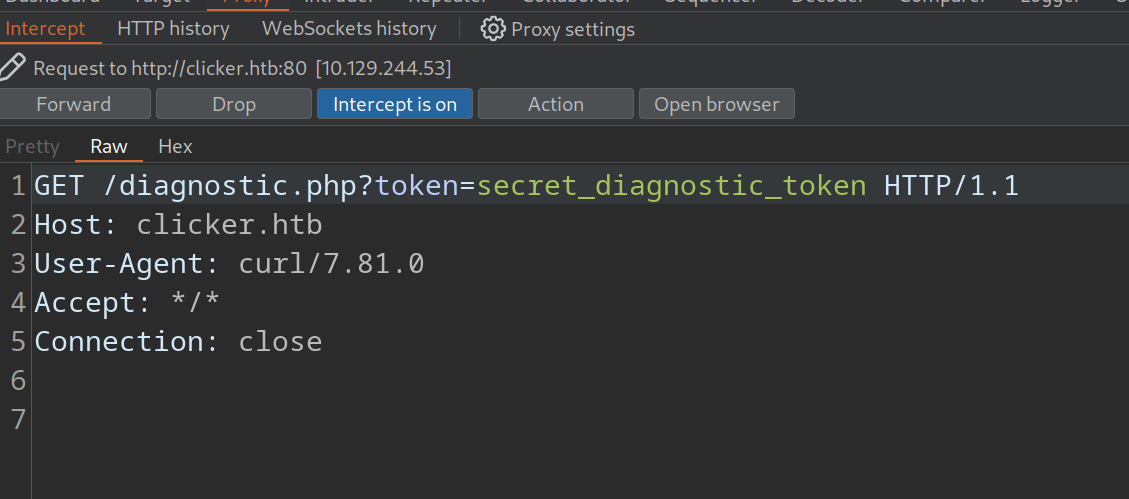 Dashboard Target Proxy Intruder Repeater Collaborator Sequencer Decoder Comparer Logger
Intercept HTTP history WebSockets history Proxy settings
Request to http://clicker.htb:80 [10.129.244.53]
Forward Drop Intercept is on Action Open browser
Pretty Raw Hex
1 GET /diagnostic.php?token=secret_diagnostic_token HTTP/1.1
2 Host: clicker.htb
3 User-Agent: curl/7.81.0
4 Accept: */*
5 Connection: close
6
7